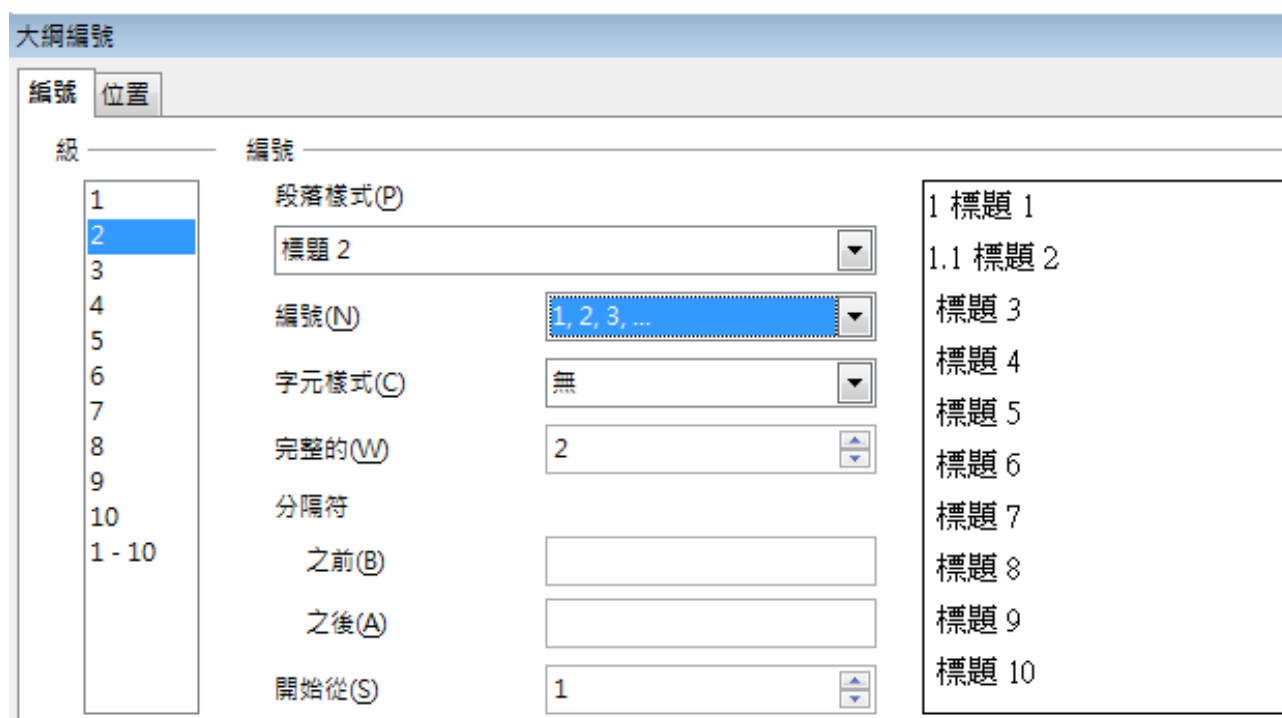 大綱編號
編號 位置
級 編號
1
2
3
4
5
6
7
8
9
10
1 - 10
段落樣式(P)
標題 2
編號(N) 1, 2, 3, ...
字元樣式(C) 無
完整的(W) 2
分隔符
之前(B)
之後(A)
開始從(S) 1
1 標題 1
1.1 標題 2
標題 3
標題 4
標題 5
標題 6
標題 7
標題 8
標題 9
標題 10